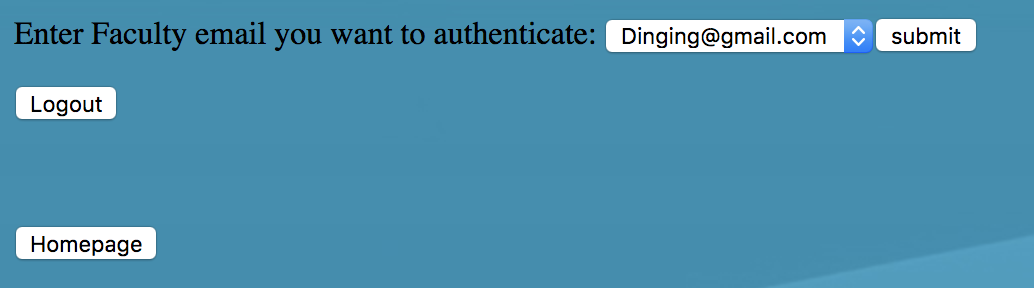 Enter Faculty email you want to authenticate: Dinging@gmail.com submit
Logout
Homepage